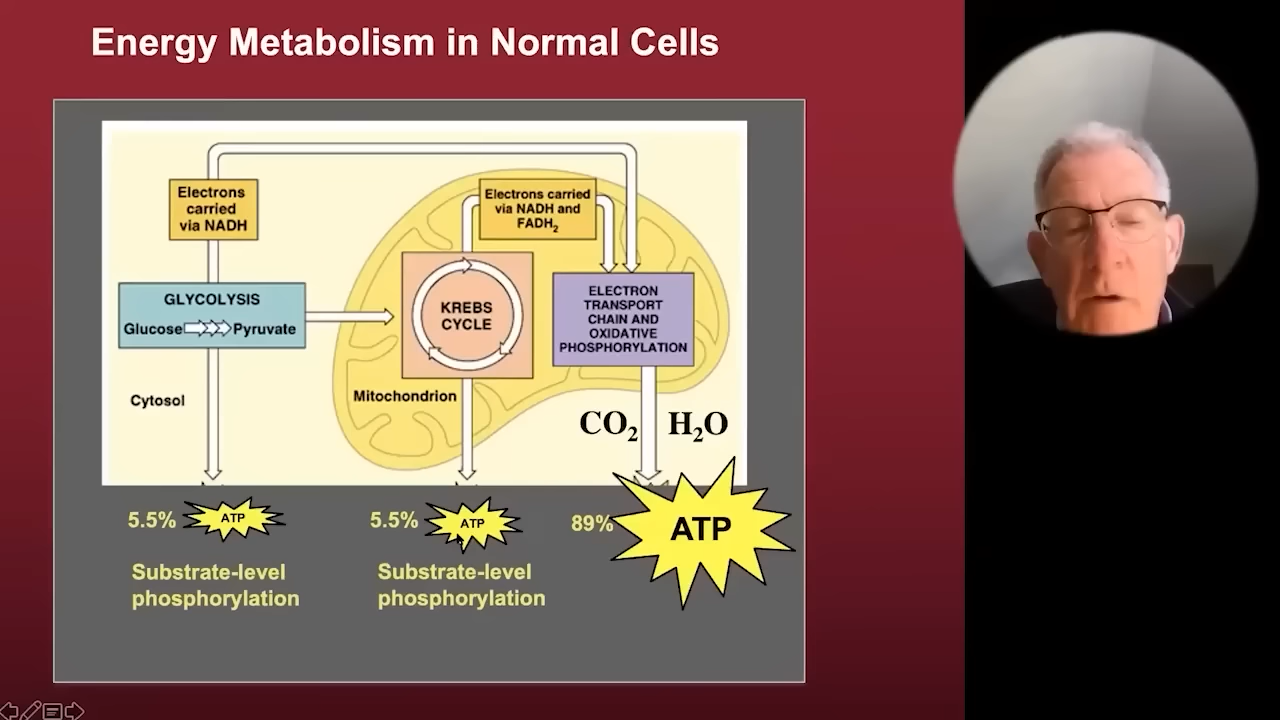 Energy Metabolism in Normal Cells
Electrons
carried
via NADH
Electrons carried
via NADH and
FADH₂
GLYCOLYSIS
Glucose Pyruvate
KREBS
CYCLE
ELECTRON
TRANSPORT
CHAIN AND
OXIDATIVE
PHOSPHORYLATION
Cytosol
Mitochondrion
CO₂ H₂O
5.5% ATP
5.5% ATP
89% ATP
Substrate-level
phosphorylation
Substrate-level
phosphorylation